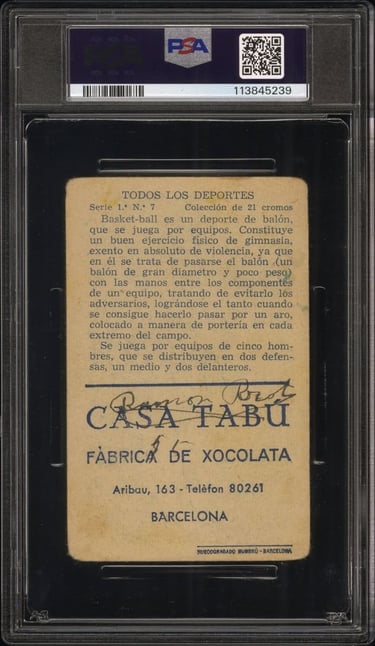 PSA
113845239
TODOS LOS DEPORTES
Serie 1.ª N.º 7 Colección de 21 cromos
Basket-ball es un deporte de balón,
que se juega por equipos. Constituye
un buen ejercicio físico de gimnasia,
exento en absoluto de violencia, ya que
en él se trata de pasarse el balón (un
balón de gran diametro y poco peso)
con las manos entre los componentes
de un equipo, tratando de evitarlo los
adversarios, lográndose el tanto cuando
se consigue hacerlo pasar por un aro,
colocado a manera de portería en cada
extremo del campo.
Se juega por equipos de cinco hom-
bres, que se distribuyen en dos defen-
sas, un medio y dos delanteros.
Ramon
CASA TABÚ
FÀBRICA DE XOCOLATA
Aribau, 163 - Telèfon 80261
BARCELONA
HUECOGRABADO RUMBRÚ - BARCELONA